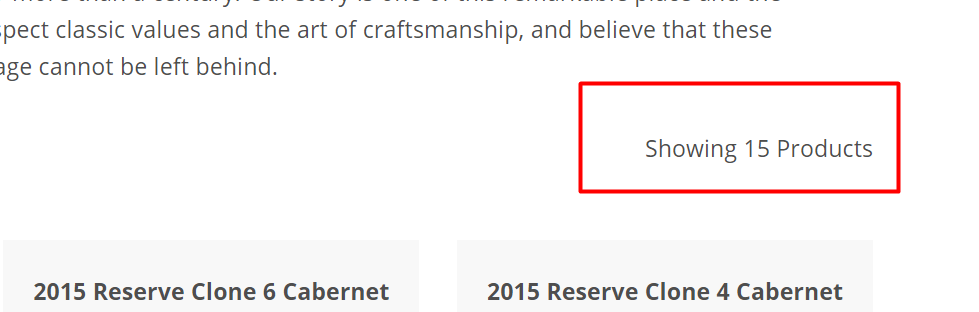 spect classic values and the art of craftsmanship, and believe that these
age cannot be left behind.
Showing 15 Products
2015 Reserve Clone 6 Cabernet
2015 Reserve Clone 4 Cabernet